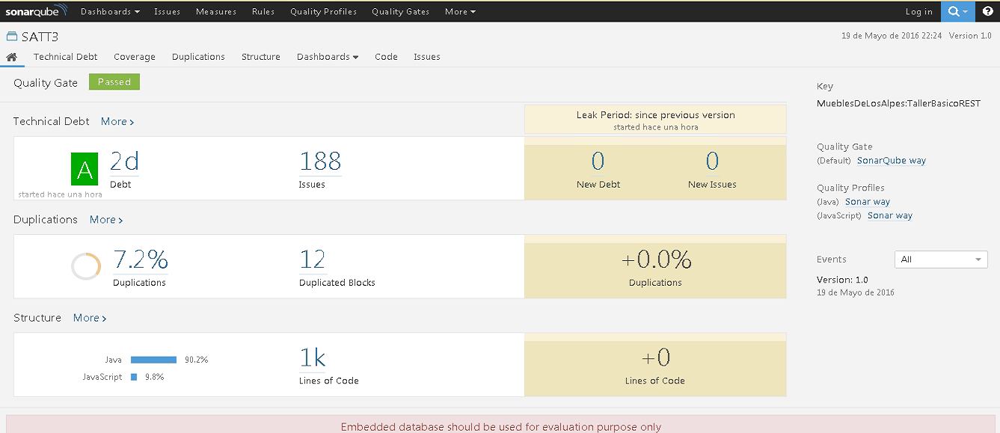 sonarqube Dashboards Issues Measures Rules Quality Profiles Quality Gates More Log in
SATT3
19 de Mayo de 2016 22:24 Version 1.0
Technical Debt Coverage Duplications Structure Dashboards Code Issues
Quality Gate Passed
Technical Debt More
Leak Period: since previous version
started hace una hora
A 2d 188 0 0
Debt Issues New Debt New Issues
started hace una hora
Duplications More
7.2% 12 +0.0%
Duplications Duplicated Blocks Duplications
Structure More
Java 90.2%
JavaScript 9.8%
1k +0
Lines of Code Lines of Code
Key
MueblesDeLosAlpes:TallerBasicoREST
Quality Gate
(Default) SonarQube way
Quality Profiles
(Java) Sonar way
(JavaScript) Sonar way
Events All
Version: 1.0
19 de Mayo de 2016
Embedded database should be used for evaluation purpose only